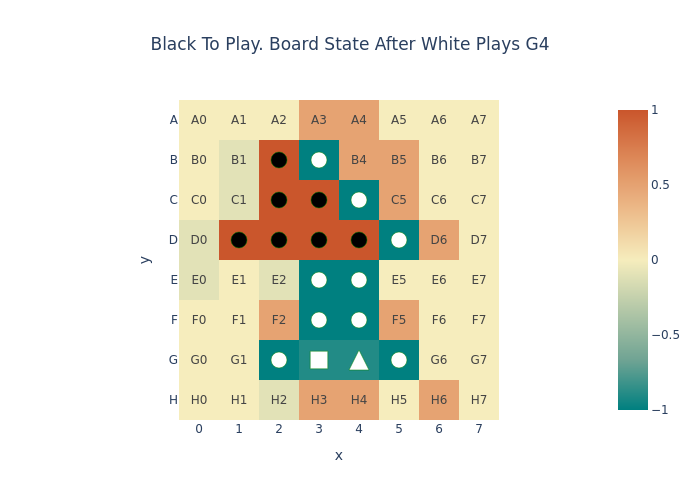 Black To Play. Board State After White Plays G4
A A0 A1 A2 A3 A4 A5 A6 A7
B B0 B1 B4 B5 B6 B7
C C0 C1 C5 C6 C7
D D0 D6 D7
E E0 E1 E2 E5 E6 E7
F F0 F1 F2 F5 F6 F7
G G0 G1 G6 G7
H H0 H1 H2 H3 H4 H5 H6 H7
0 1 2 3 4 5 6 7
x
y
1
0.5
0
−0.5
−1